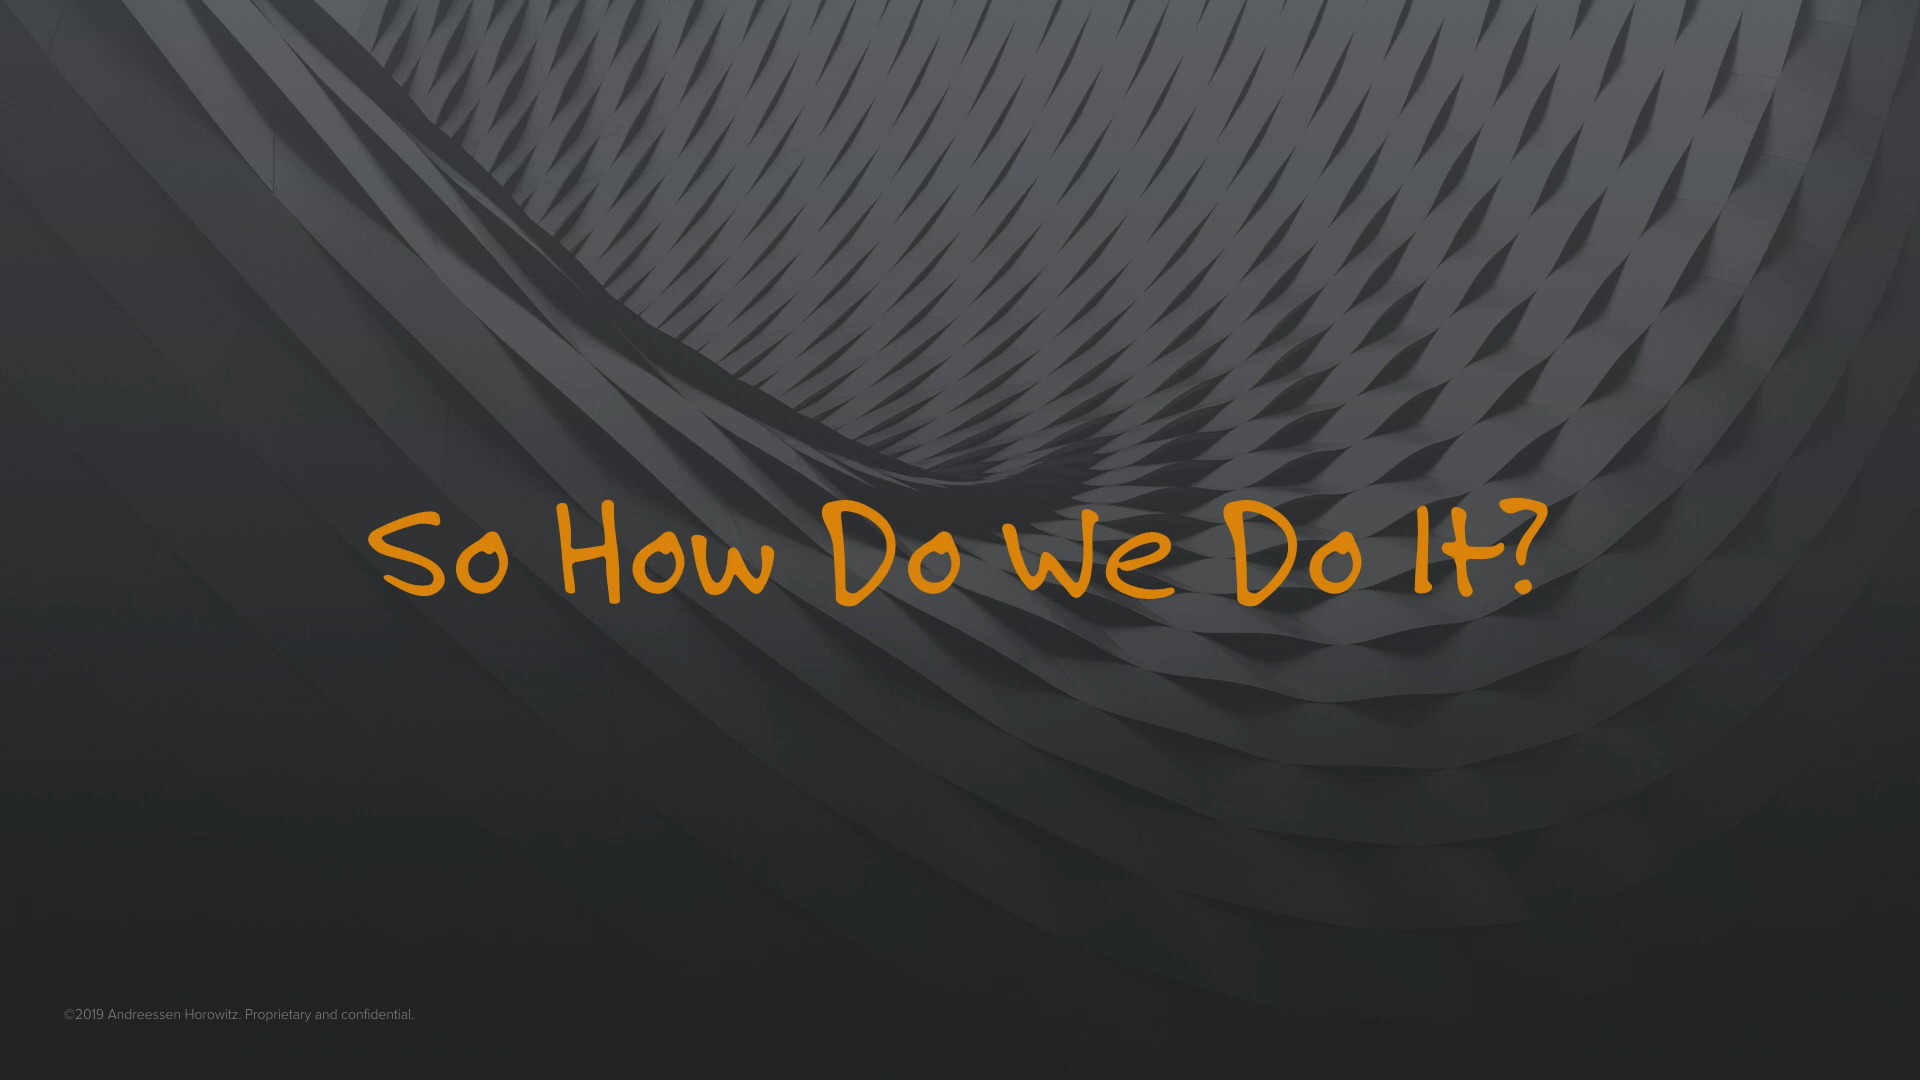 So How Do We Do It?
©2019 Andreessen Horowitz. Proprietary and confidential.